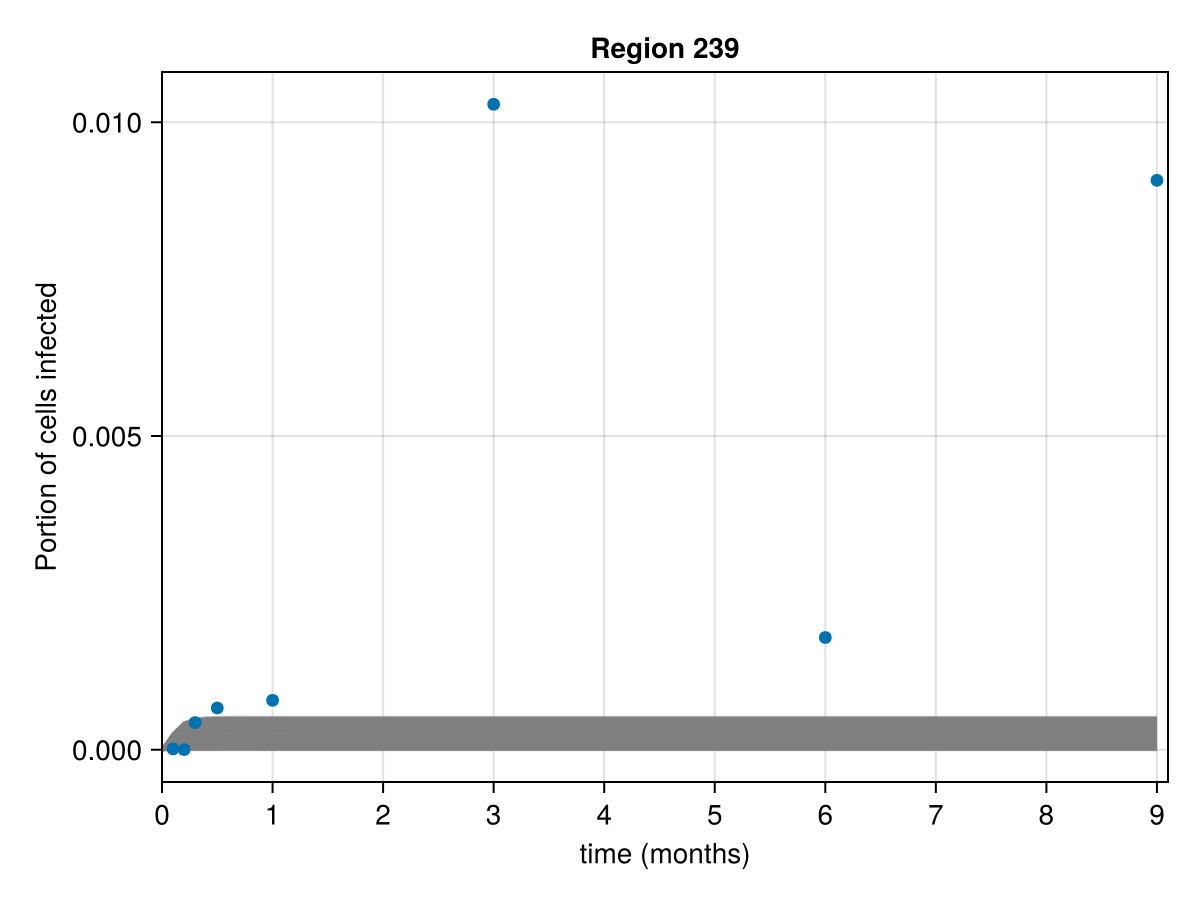 Region 239
0.010
0.005
0.000
Portion of cells infected
0 1 2 3 4 5 6 7 8 9
time (months)